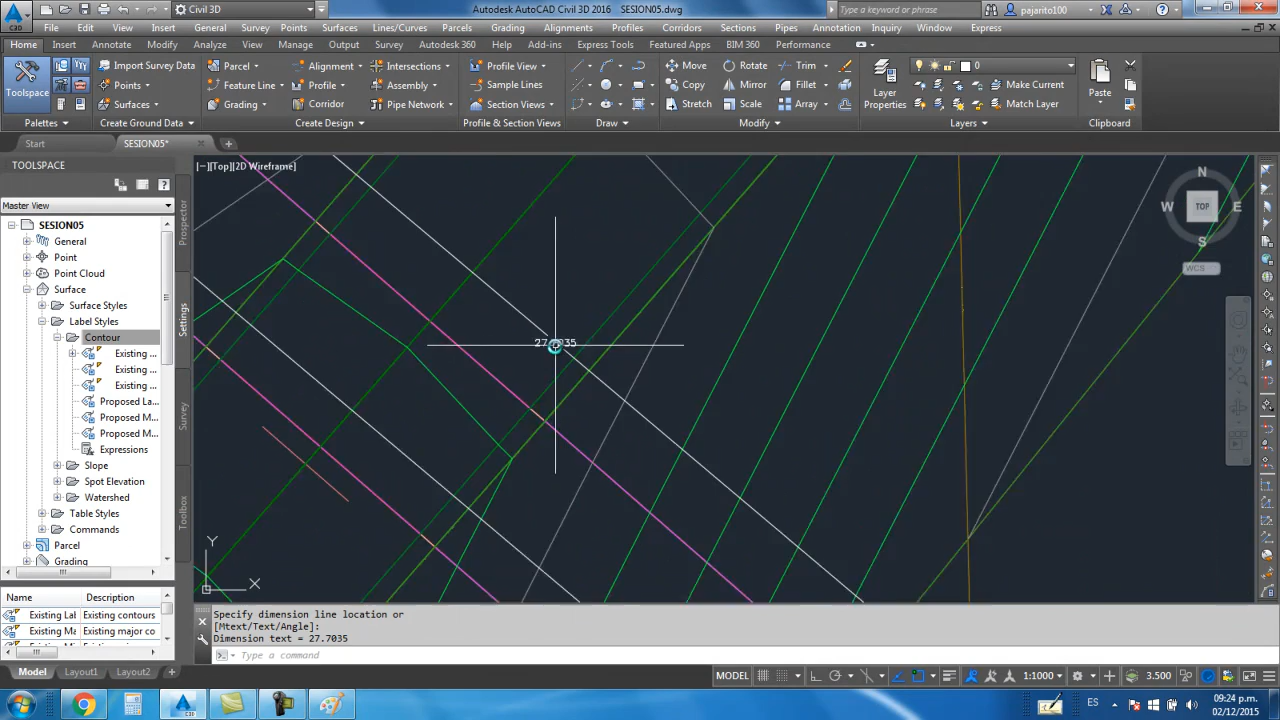 Civil 3D
Autodesk AutoCAD Civil 3D 2016 SESION05.dwg
Type a keyword or phrase
pajarito100
File Edit View Insert General Survey Points Surfaces Lines/Curves Parcels Grading Alignments Profiles Corridors Sections Pipes Annotation Inquiry Window Express
Home Insert Annotate Modify Analyze View Manage Output Survey Autodesk 360 Help Add-ins Express Tools Featured Apps BIM 360 Performance
Toolspace
Import Survey Data
Points
Surfaces
Parcel
Feature Line
Grading
Alignment
Profile
Corridor
Intersections
Assembly
Pipe Network
Profile View
Sample Lines
Section Views
Move
Copy
Stretch
Rotate
Mirror
Scale
Trim
Fillet
Array
Layer
Properties
0
Make Current
Match Layer
Paste
Palettes
Create Ground Data
Create Design
Profile & Section Views
Draw
Modify
Layers
Clipboard
Start
SESION05*
TOOLSPACE
Master View
SESION05
General
Point
Point Cloud
Surface
Surface Styles
Label Styles
Contour
Existing ...
Existing ...
Existing ...
Proposed La...
Proposed M...
Proposed M...
Expressions
Slope
Spot Elevation
Watershed
Table Styles
Commands
Parcel
Grading
Name Description
Existing Lal Existing contours
Existing Ma Existing major co
Prospector
Settings
Survey
Toolbox
[−][Top][2D Wireframe]
N
W TOP E
S
WCS
27.7035
Y
X
Specify dimension line location or
[Mtext/Text/Angle]:
Dimension text = 27.7035
Type a command
Model Layout1 Layout2
MODEL
1:1000
3.500
ES
09:24 p.m.
02/12/2015